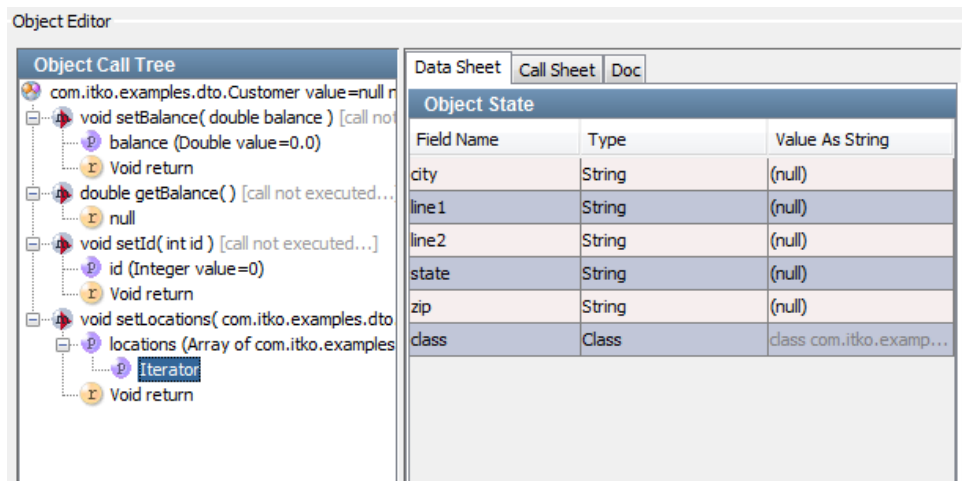 Object Editor
Object Call Tree
com.itko.examples.dto.Customer value=null
void setBalance( double balance ) [call not
balance (Double value=0.0)
Void return
double getBalance( ) [call not executed...
null
void setId( int id ) [call not executed...]
id (Integer value=0)
Void return
void setLocations( com.itko.examples.dto
locations (Array of com.itko.examples
Iterator
Void return
Data Sheet Call Sheet Doc
Object State
Field Name Type Value As String
city String (null)
line1 String (null)
line2 String (null)
state String (null)
zip String (null)
class Class class com.itko.examp...